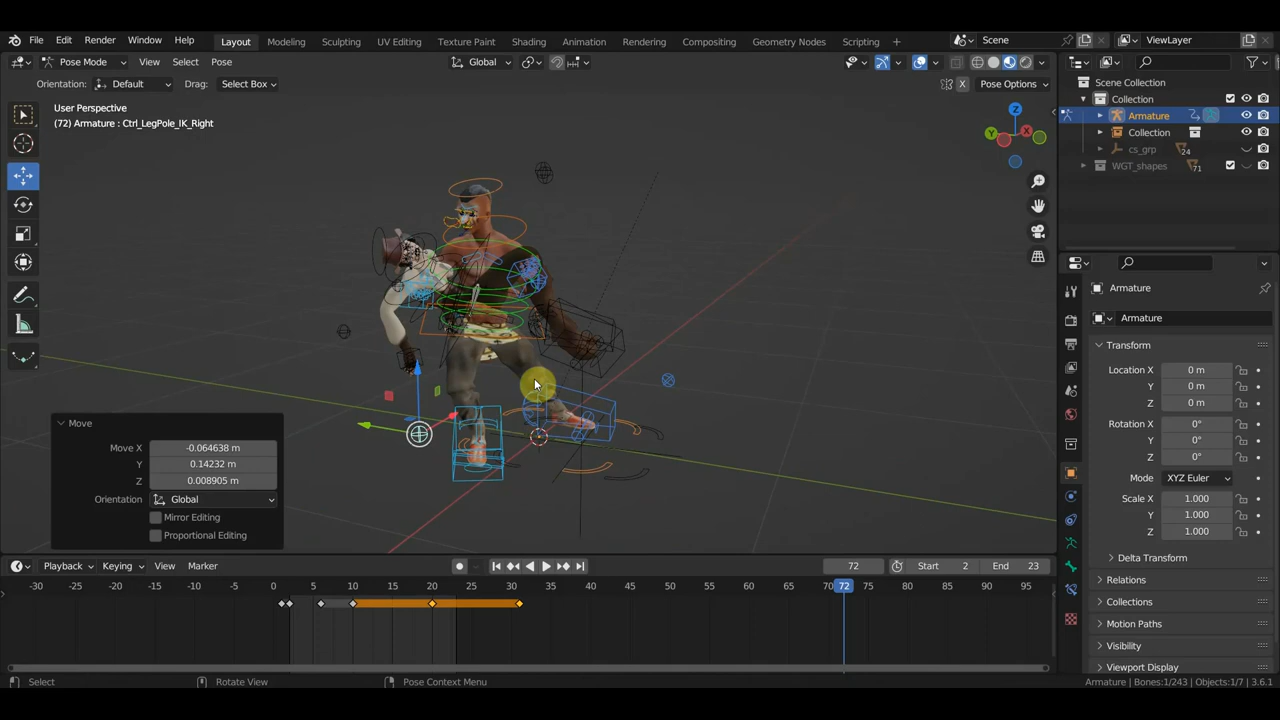 File Edit Render Window Help Layout Modeling Sculpting UV Editing Texture Paint Shading Animation Rendering Compositing Geometry Nodes Scripting + Scene ViewLayer
Pose Mode View Select Pose Global
Orientation: Default Drag: Select Box X Pose Options
User Perspective
(72) Armature : Ctrl_LegPole_IK_Right
Z
Y
X
Move
Move X -0.064638 m
Y 0.14232 m
Z 0.008905 m
Orientation Global
Mirror Editing
Proportional Editing
Scene Collection
Collection
Armature
Collection
cs_grp 24
WGT_shapes 71
Armature
Armature
Transform
Location X 0 m
Y 0 m
Z 0 m
Rotation X 0°
Y 0°
Z 0°
Mode XYZ Euler
Scale X 1.000
Y 1.000
Z 1.000
Delta Transform
Relations
Collections
Motion Paths
Visibility
Viewport Display
Playback Keying View Marker 72 Start 2 End 23
-30 -25 -20 -15 -10 -5 0 5 10 15 20 25 30 35 40 45 50 55 60 65 70 72 75 80 85 90 95
Select Rotate View Pose Context Menu Armature | Bones:1/243 | Objects:1/7 | 3.6.1